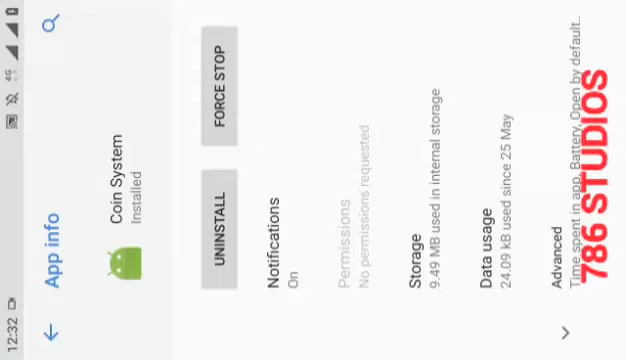 12:32
4G
App info
Coin System
Installed
UNINSTALL
FORCE STOP
Notifications
On
Permissions
No permissions requested
Storage
9.49 MB used in internal storage
Data usage
24.09 kB used since 25 May
Advanced
Time spent in app, Battery, Open by default..
786 STUDIOS